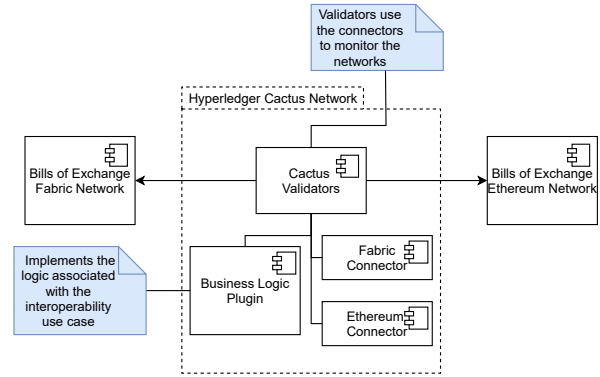 Validators use
the connectors
to monitor the
networks
Hyperledger Cactus Network
Bills of Exchange
Fabric Network
Cactus
Validators
Bills of Exchange
Ethereum Network
Implements the
logic associated
with the
interoperability
use case
Business Logic
Plugin
Fabric
Connector
Ethereum
Connector